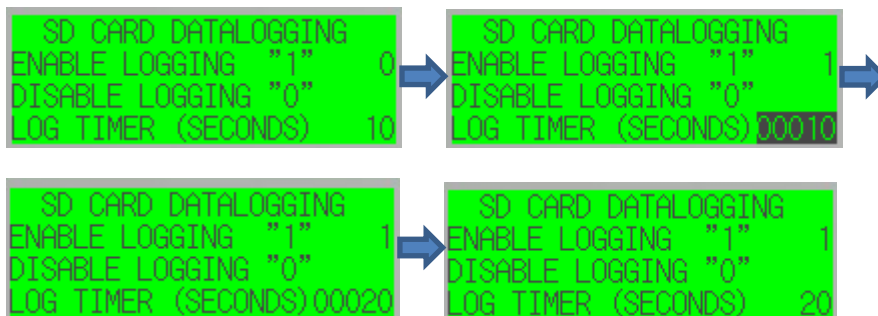 SD CARD DATALOGGING
ENABLE LOGGING "1" 0
DISABLE LOGGING "0"
LOG TIMER (SECONDS) 10
SD CARD DATALOGGING
ENABLE LOGGING "1" 1
DISABLE LOGGING "0"
LOG TIMER (SECONDS) 00010
SD CARD DATALOGGING
ENABLE LOGGING "1" 1
DISABLE LOGGING "0"
LOG TIMER (SECONDS) 00020
SD CARD DATALOGGING
ENABLE LOGGING "1" 1
DISABLE LOGGING "0"
LOG TIMER (SECONDS) 20